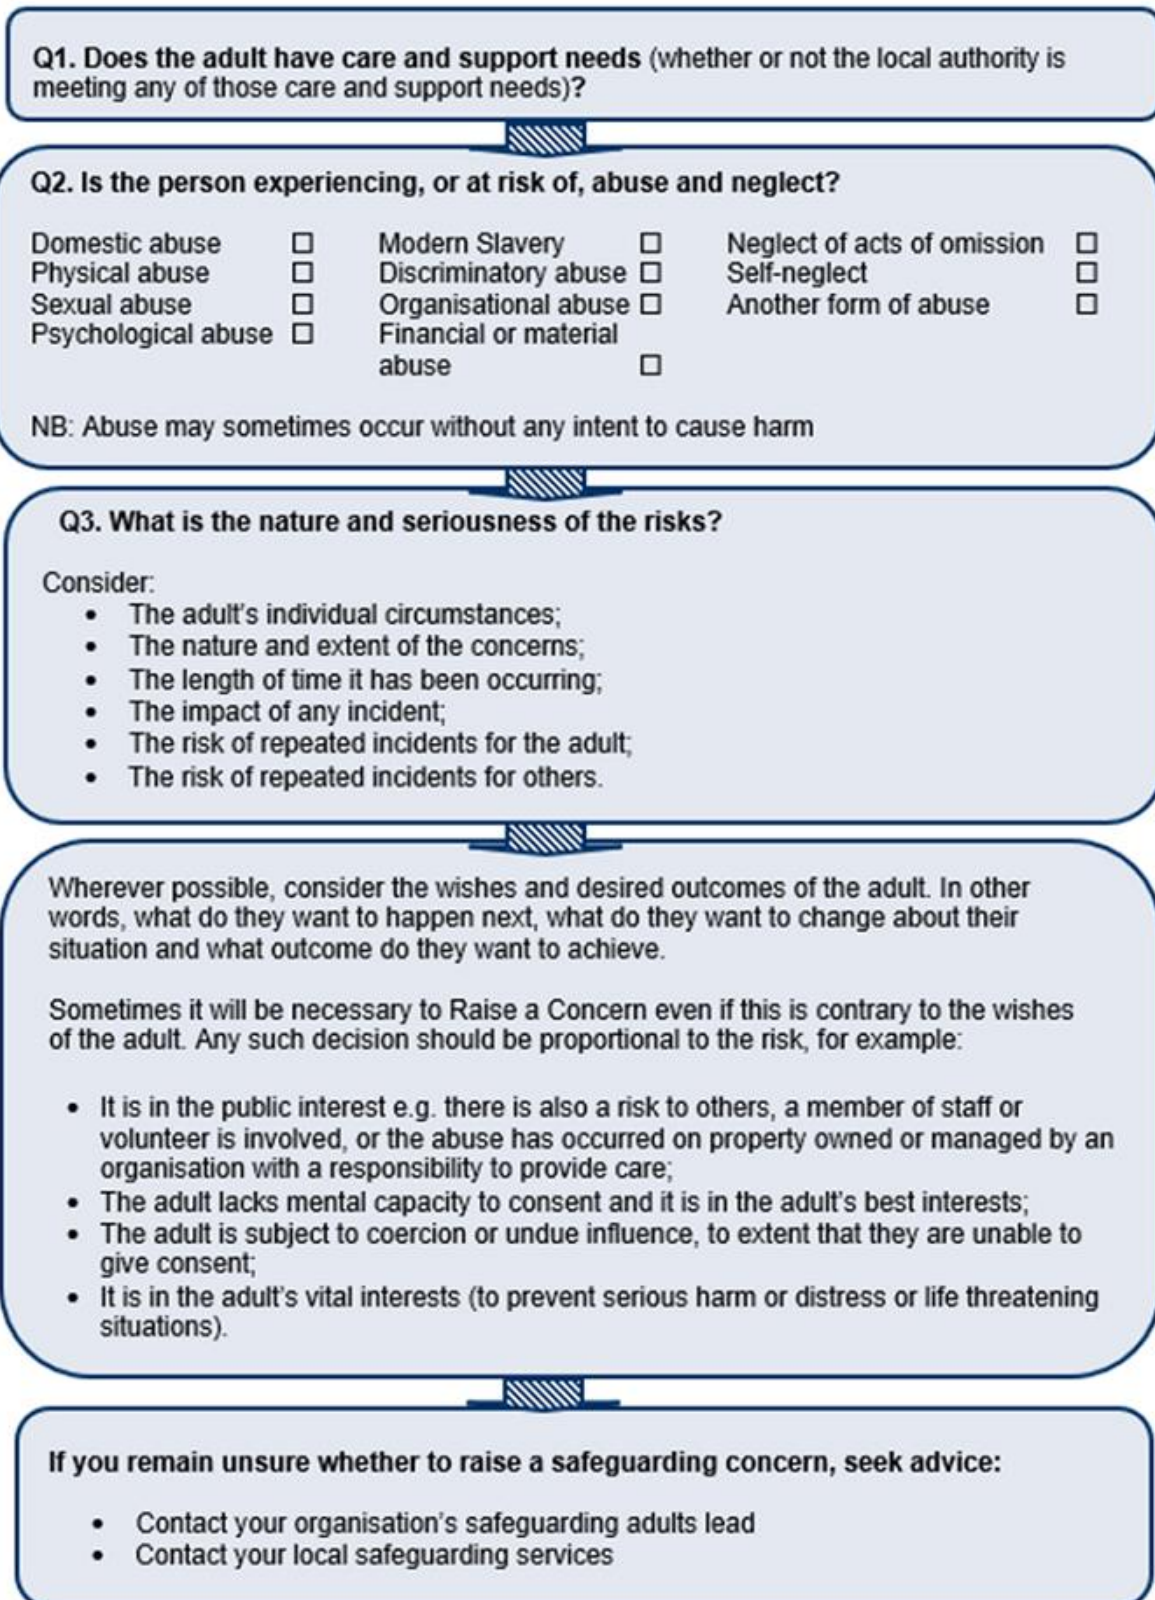 Q1. Does the adult have care and support needs (whether or not the local authority is
meeting any of those care and support needs)?
Q2. Is the person experiencing, or at risk of, abuse and neglect?
Domestic abuse ☐ Modern Slavery ☐ Neglect of acts of omission ☐
Physical abuse ☐ Discriminatory abuse ☐ Self-neglect ☐
Sexual abuse ☐ Organisational abuse ☐ Another form of abuse ☐
Psychological abuse ☐ Financial or material
abuse ☐
NB: Abuse may sometimes occur without any intent to cause harm
Q3. What is the nature and seriousness of the risks?
Consider:
• The adult's individual circumstances;
• The nature and extent of the concerns;
• The length of time it has been occurring;
• The impact of any incident;
• The risk of repeated incidents for the adult;
• The risk of repeated incidents for others.
Wherever possible, consider the wishes and desired outcomes of the adult. In other
words, what do they want to happen next, what do they want to change about their
situation and what outcome do they want to achieve.
Sometimes it will be necessary to Raise a Concern even if this is contrary to the wishes
of the adult. Any such decision should be proportional to the risk, for example:
• It is in the public interest e.g. there is also a risk to others, a member of staff or
volunteer is involved, or the abuse has occurred on property owned or managed by an
organisation with a responsibility to provide care;
• The adult lacks mental capacity to consent and it is in the adult's best interests;
• The adult is subject to coercion or undue influence, to extent that they are unable to
give consent;
• It is in the adult's vital interests (to prevent serious harm or distress or life threatening
situations).
If you remain unsure whether to raise a safeguarding concern, seek advice:
• Contact your organisation's safeguarding adults lead
• Contact your local safeguarding services